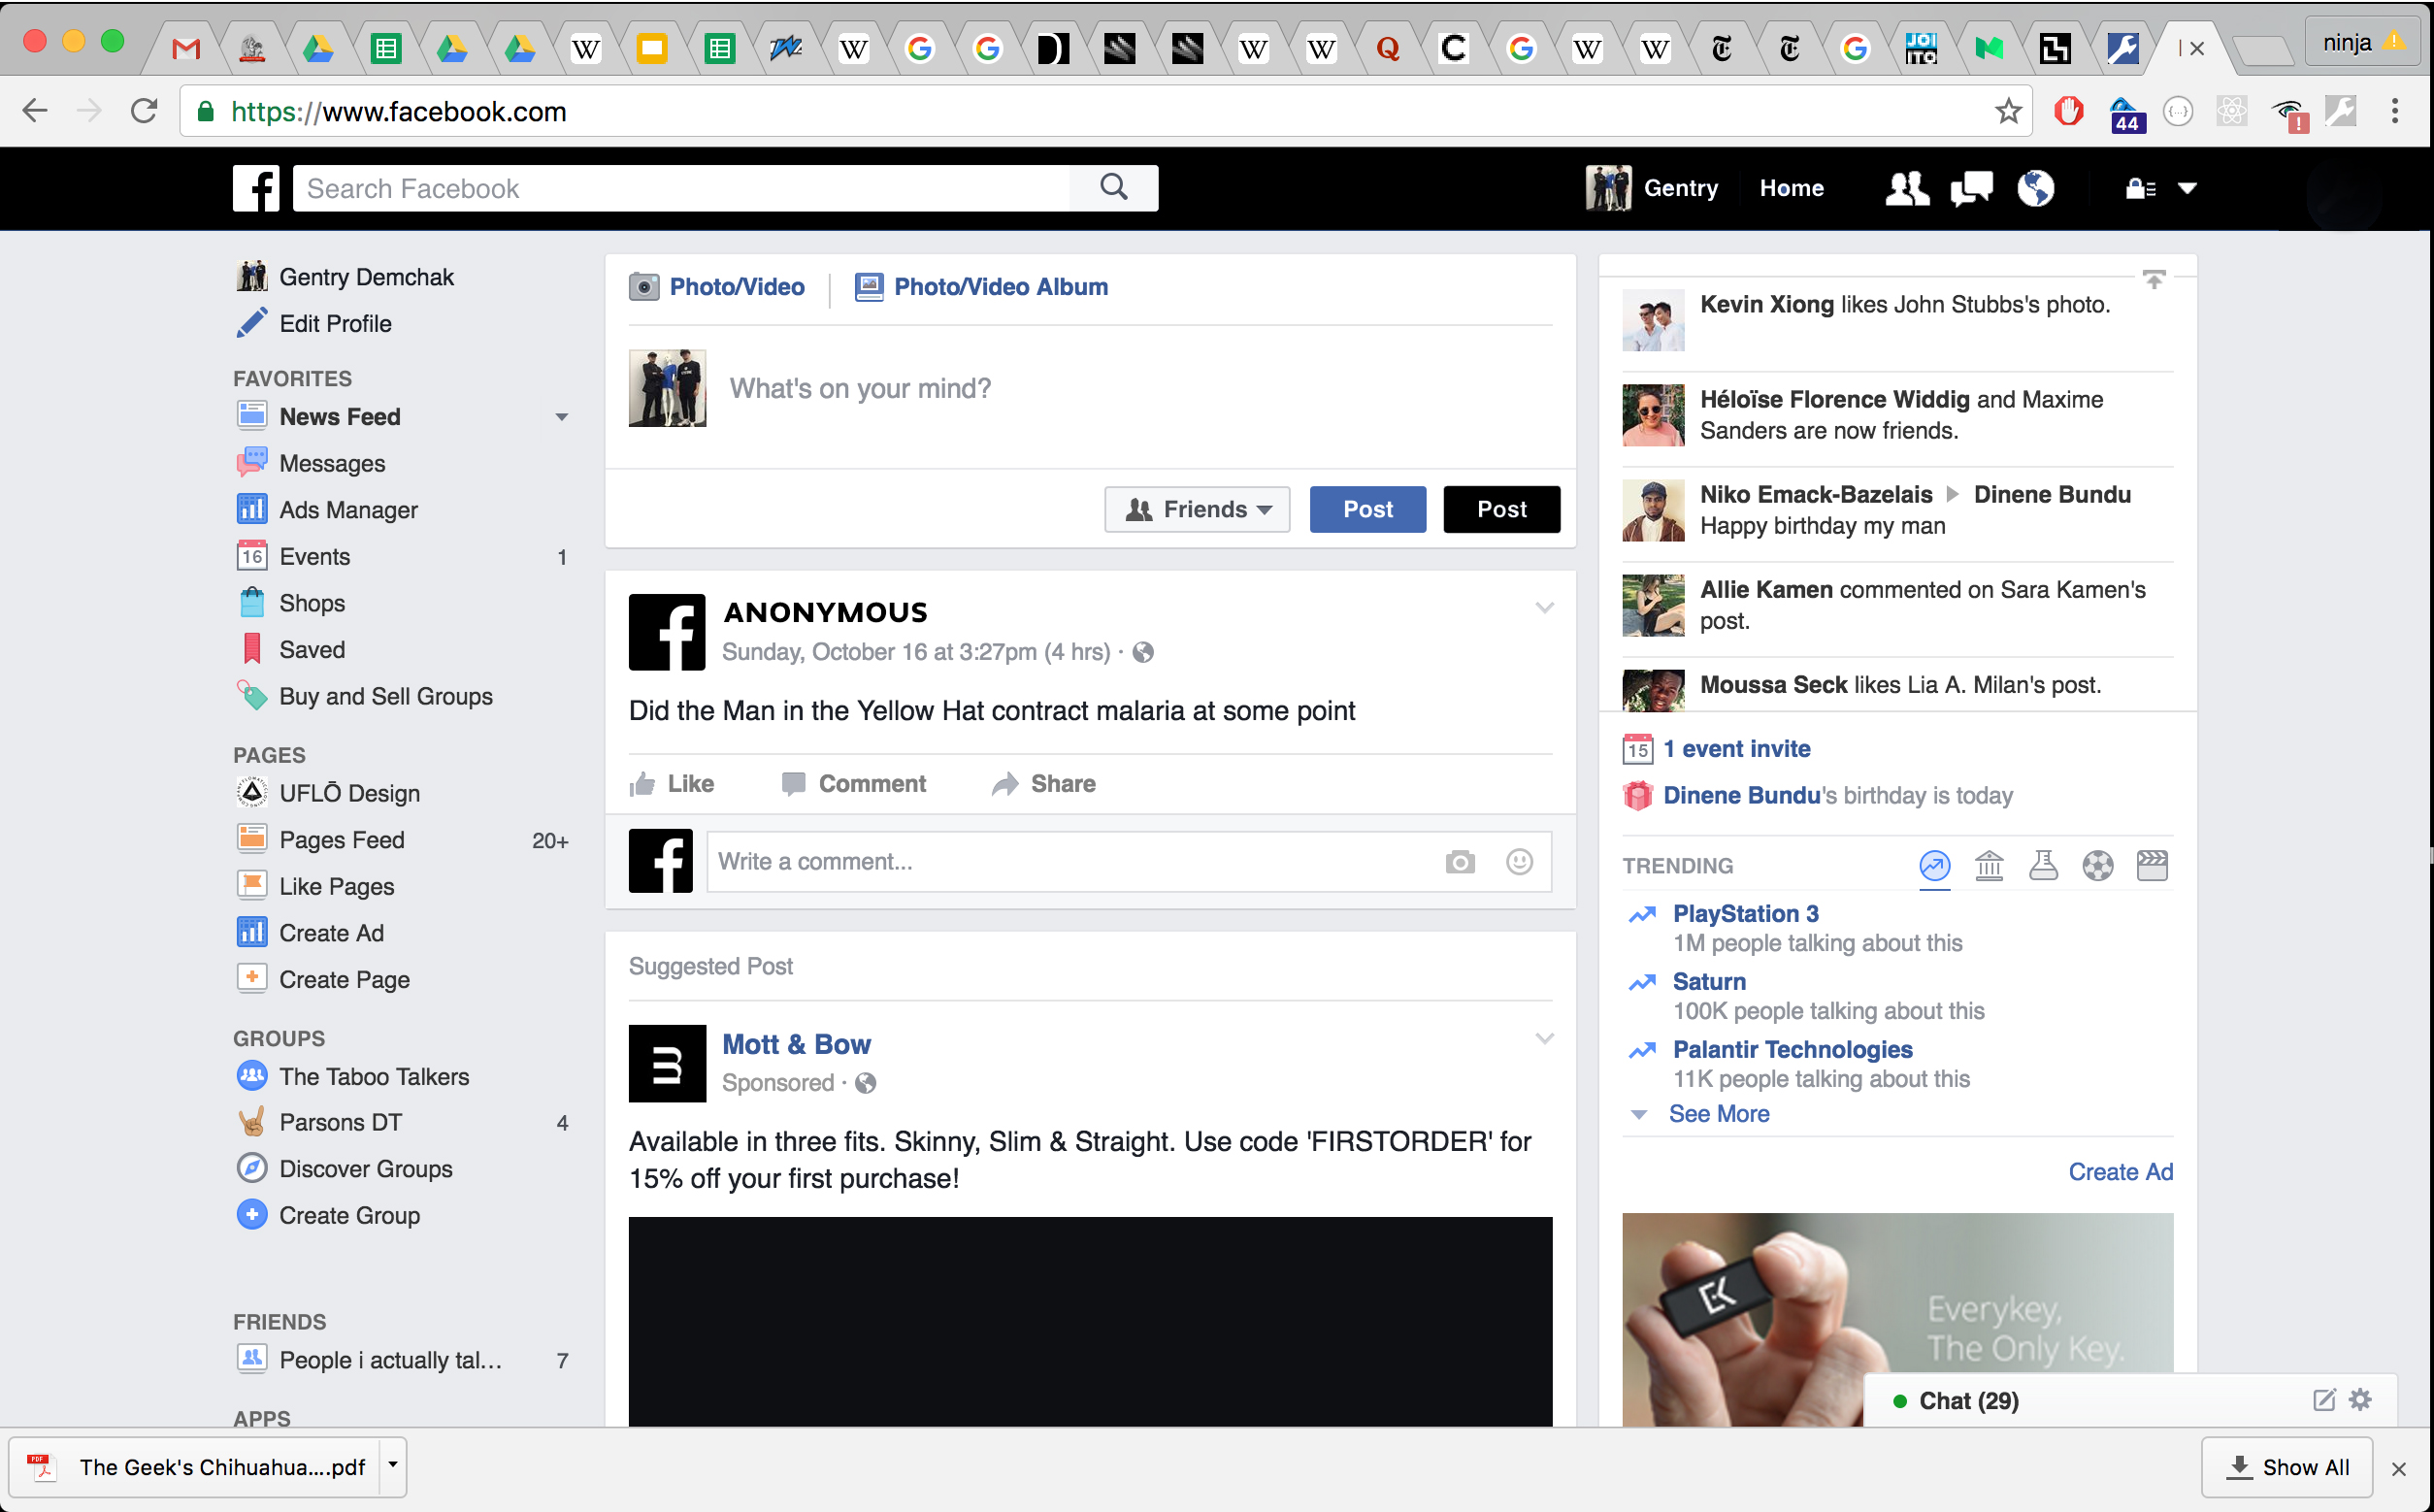 ninja
https://www.facebook.com
44
Search Facebook
Gentry
Home
Gentry Demchak
Edit Profile
FAVORITES
News Feed
Messages
Ads Manager
16 Events 1
Shops
Saved
Buy and Sell Groups
PAGES
UFLŌ Design
Pages Feed 20+
Like Pages
Create Ad
Create Page
GROUPS
The Taboo Talkers
Parsons DT 4
Discover Groups
Create Group
FRIENDS
People i actually tal... 7
APPS
Photo/Video
Photo/Video Album
What's on your mind?
Friends
Post
Post
ANONYMOUS
Sunday, October 16 at 3:27pm (4 hrs) ·
Did the Man in the Yellow Hat contract malaria at some point
Like
Comment
Share
Write a comment...
Suggested Post
Mott & Bow
Sponsored ·
Available in three fits. Skinny, Slim & Straight. Use code 'FIRSTORDER' for
15% off your first purchase!
Kevin Xiong likes John Stubbs's photo.
Héloïse Florence Widdig and Maxime
Sanders are now friends.
Niko Emack-Bazelais Dinene Bundu
Happy birthday my man
Allie Kamen commented on Sara Kamen's
post.
Moussa Seck likes Lia A. Milan's post.
15 1 event invite
Dinene Bundu's birthday is today
TRENDING
PlayStation 3
1M people talking about this
Saturn
100K people talking about this
Palantir Technologies
11K people talking about this
See More
Create Ad
Everykey,
The Only Key.
Chat (29)
PDF
The Geek's Chihuahua....pdf
Show All